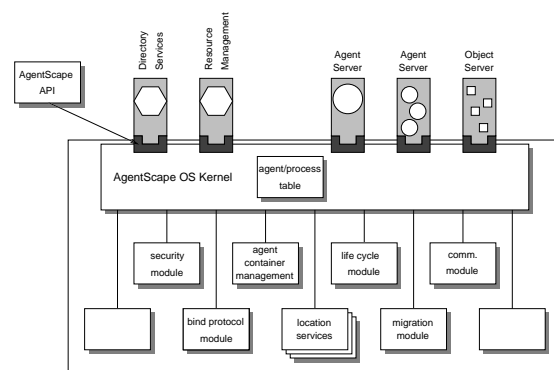 Directory
Services
Resource
Management
Agent
Server
Agent
Server
Object
Server
AgentScape
API
AgentScape OS Kernel
agent/process
table
security
module
agent
container
management
life cycle
module
comm.
module
bind protocol
module
location
services
migration
module